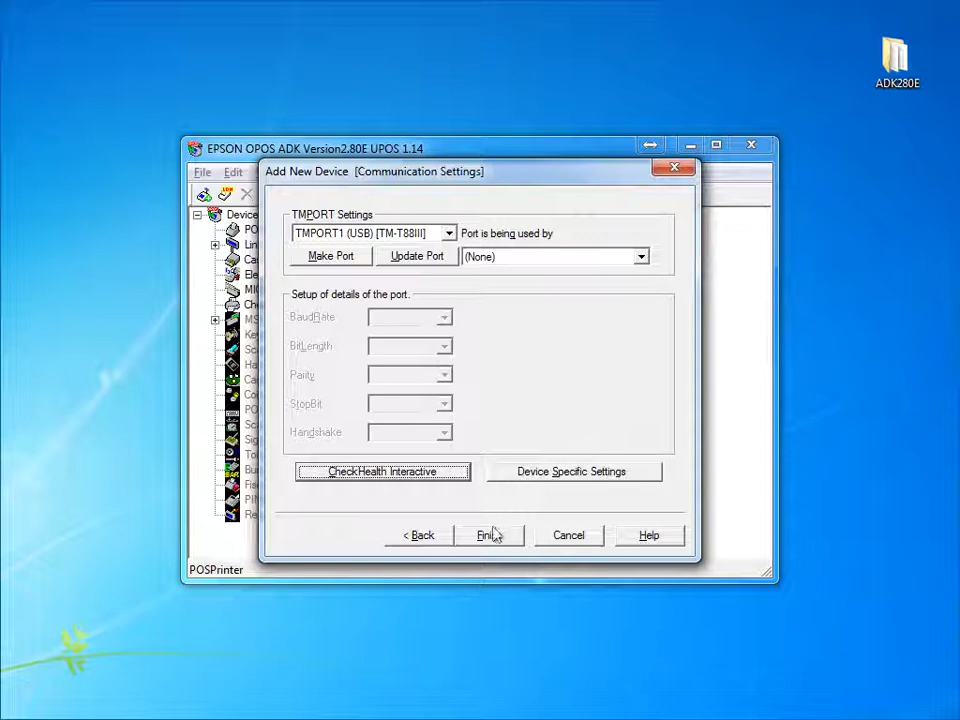 ADK280E
EPSON OPOS ADK Version2.80E UPOS 1.14
File Edit
Add New Device [Communication Settings]
Device
TMPORT Settings
TMPORT1 (USB) [TM-T88III] Port is being used by
Make Port Update Port (None)
Setup of details of the port.
BaudRate
BitLength
Parity
StopBit
Handshake
CheckHealth Interactive Device Specific Settings
< Back Fini Cancel Help
POSPrinter